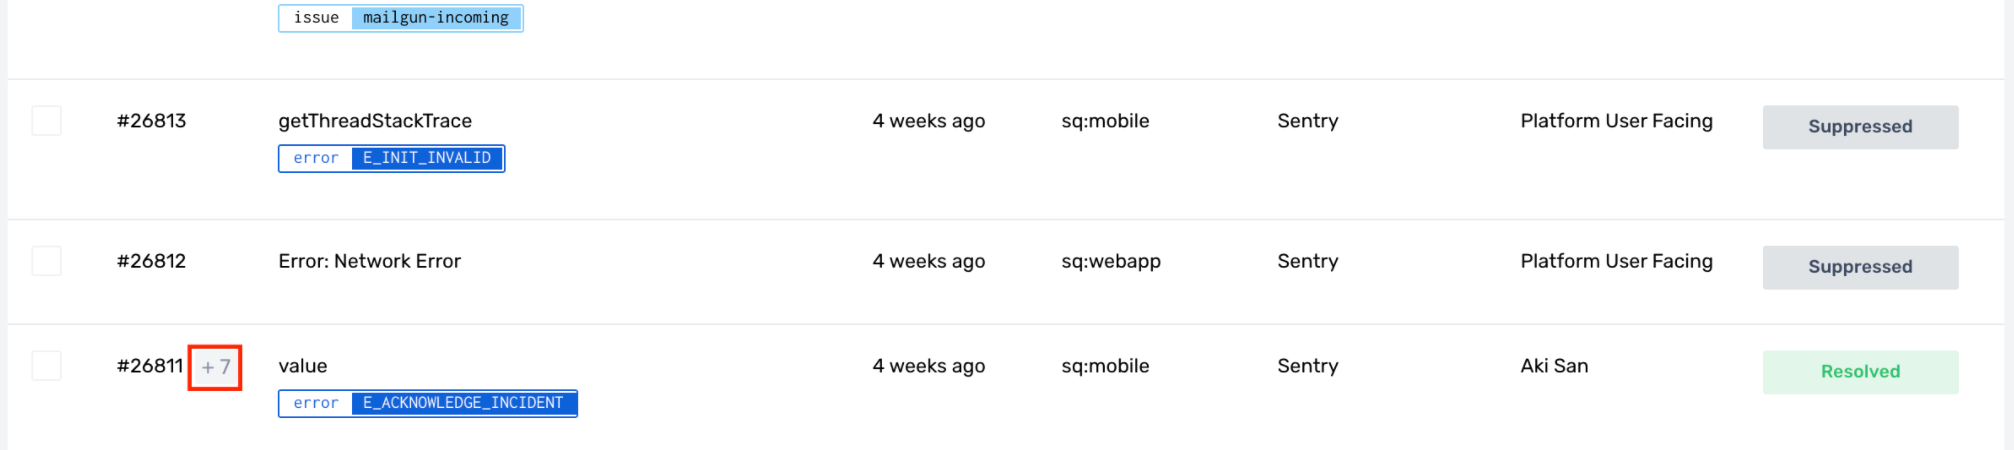 issue mailgun-incoming
#26813 getThreadStackTrace 4 weeks ago sq:mobile Sentry Platform User Facing Suppressed
error E_INIT_INVALID
#26812 Error: Network Error 4 weeks ago sq:webapp Sentry Platform User Facing Suppressed
#26811 + 7 value 4 weeks ago sq:mobile Sentry Aki San Resolved
error E_ACKNOWLEDGE_INCIDENT